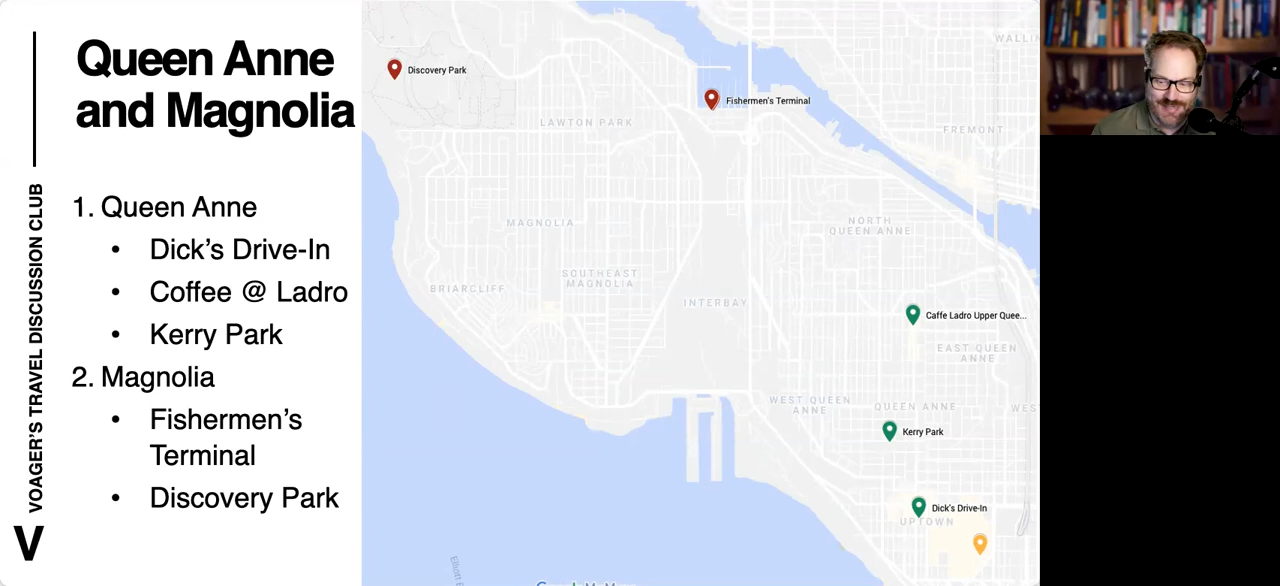 Queen Anne
and Magnolia
VOAGER'S TRAVEL DISCUSSION CLUB
V
1. Queen Anne
• Dick's Drive-In
• Coffee @ Ladro
• Kerry Park
2. Magnolia
• Fishermen's
Terminal
• Discovery Park
Discovery Park
Fishermen's Terminal
LAWTON PARK
FREMONT
MAGNOLIA
NORTH
QUEEN ANNE
SOUTHEAST
MAGNOLIA
BRIARCLIFF
INTERBAY
Caffe Ladro Upper Quee...
EAST QUEEN
ANNE
WEST QUEEN
ANNE
QUEEN ANNE
WES
Kerry Park
Dick's Drive-In
UPTOWN
WALLIN
Elliott